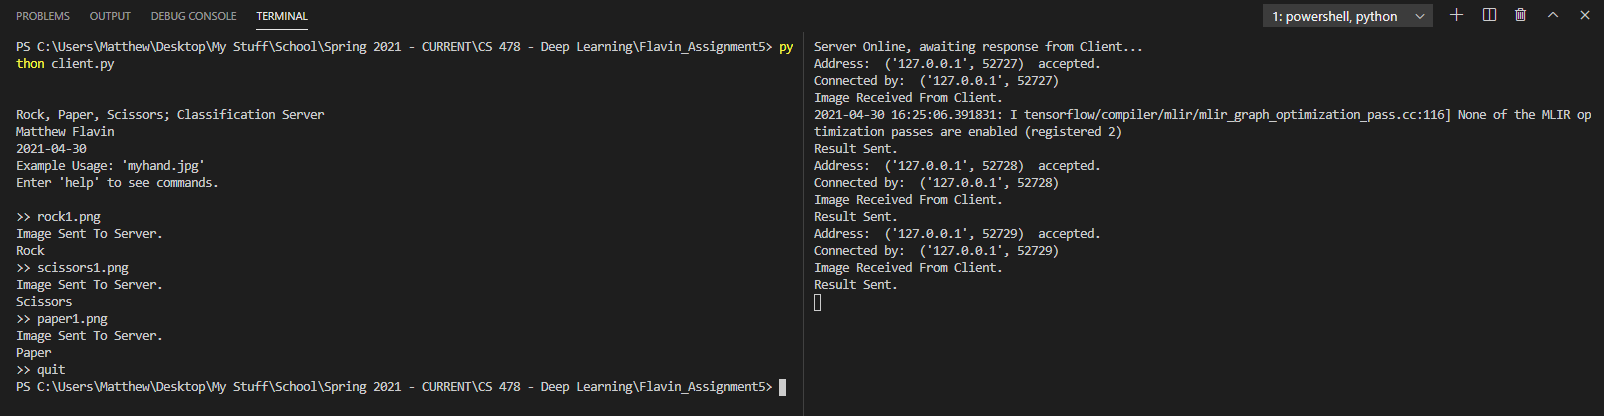 PROBLEMS OUTPUT DEBUG CONSOLE TERMINAL 1: powershell, python
PS C:\Users\Matthew\Desktop\My Stuff\School\Spring 2021 - CURRENT\CS 478 - Deep Learning\Flavin_Assignment5> py
thon client.py
Rock, Paper, Scissors; Classification Server
Matthew Flavin
2021-04-30
Example Usage: 'myhand.jpg'
Enter 'help' to see commands.
>> rock1.png
Image Sent To Server.
Rock
>> scissors1.png
Image Sent To Server.
Scissors
>> paper1.png
Image Sent To Server.
Paper
>> quit
PS C:\Users\Matthew\Desktop\My Stuff\School\Spring 2021 - CURRENT\CS 478 - Deep Learning\Flavin_Assignment5>
Server Online, awaiting response from Client...
Address:  ('127.0.0.1', 52727)  accepted.
Connected by:  ('127.0.0.1', 52727)
Image Received From Client.
2021-04-30 16:25:06.391831: I tensorflow/compiler/mlir/mlir_graph_optimization_pass.cc:116] None of the MLIR op
timization passes are enabled (registered 2)
Result Sent.
Address:  ('127.0.0.1', 52728)  accepted.
Connected by:  ('127.0.0.1', 52728)
Image Received From Client.
Result Sent.
Address:  ('127.0.0.1', 52729)  accepted.
Connected by:  ('127.0.0.1', 52729)
Image Received From Client.
Result Sent.